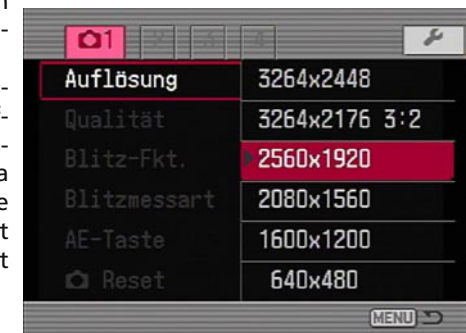 1
Auflösung 3264x2448
Qualität 3264x2176 3:2
Blitz-Fkt. 2560x1920
Blitzmessart 2080x1560
AE-Taste 1600x1200
Reset 640x480
MENU